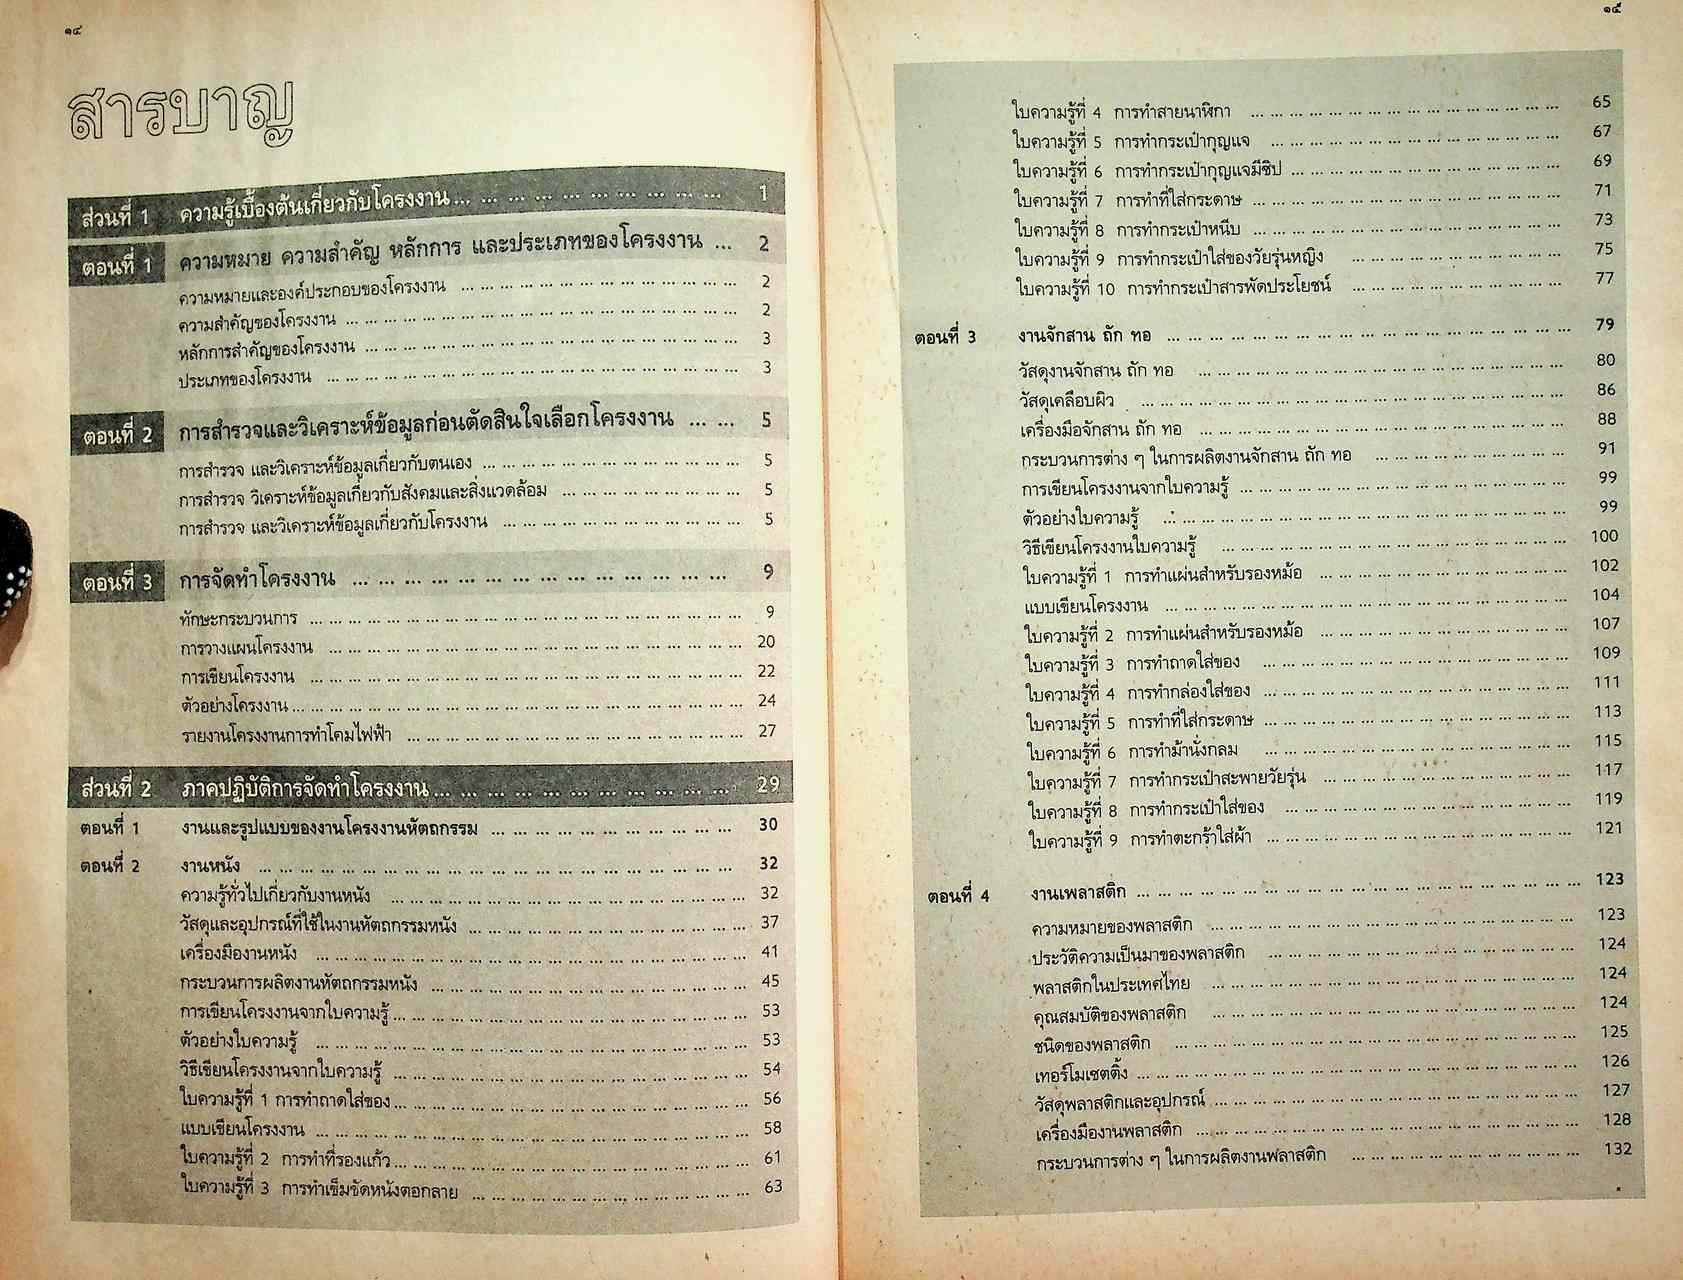 ๑๔
สารบาญ
ส่วนที่ 1 ความรู้เบื้องต้นเกี่ยวกับโครงงาน ... ... ... ... ... ... ... ... ... ... 1
ตอนที่ 1 ความหมาย ความสำคัญ หลักการ และประเภทของโครงงาน ... 2
ความหมายและองค์ประกอบของโครงงาน ... ... ... ... ... ... ... ... ... ... 2
ความสำคัญของโครงงาน ... ... ... ... ... ... ... ... ... ... 2
หลักการสำคัญของโครงงาน ... ... ... ... ... ... ... ... ... ... 3
ประเภทของโครงงาน ... ... ... ... ... ... ... ... ... ... 3
ตอนที่ 2 การสำรวจและวิเคราะห์ข้อมูลก่อนตัดสินใจเลือกโครงงาน ... ... 5
การสำรวจ และวิเคราะห์ข้อมูลเกี่ยวกับตนเอง ... ... ... ... ... ... ... ... ... ... 5
การสำรวจ วิเคราะห์ข้อมูลเกี่ยวกับสังคมและสิ่งแวดล้อม ... ... ... ... ... ... ... 5
การสำรวจ และวิเคราะห์ข้อมูลเกี่ยวกับโครงงาน ... ... ... ... ... ... ... ... ... 5
ตอนที่ 3 การจัดทำโครงงาน ... ... ... ... ... ... ... ... ... ... 9
ทักษะกระบวนการ ... ... ... ... ... ... ... ... ... ... 9
การวางแผนโครงงาน ... ... ... ... ... ... ... ... ... ... 20
การเขียนโครงงาน ... ... ... ... ... ... ... ... ... ... 22
ตัวอย่างโครงงาน ... ... ... ... ... ... ... ... ... ... 24
รายงานโครงงานการทำโคมไฟฟ้า ... ... ... ... ... ... ... ... ... ... 27
ส่วนที่ 2 ภาคปฏิบัติการจัดทำโครงงาน ... ... ... ... ... ... ... ... ... ... 29
ตอนที่ 1 งานและรูปแบบของงานโครงงานหัตถกรรม ... ... ... ... ... ... ... ... ... 30
ตอนที่ 2 งานหนัง ... ... ... ... ... ... ... ... ... ... 32
ความรู้ทั่วไปเกี่ยวกับงานหนัง ... ... ... ... ... ... ... ... ... ... 32
วัสดุและอุปกรณ์ที่ใช้ในงานหัตถกรรมหนัง ... ... ... ... ... ... ... ... ... ... 37
เครื่องมืองานหนัง ... ... ... ... ... ... ... ... ... ... 41
กระบวนการผลิตงานหัตถกรรมหนัง ... ... ... ... ... ... ... ... ... ... 45
การเขียนโครงงานจากใบความรู้ ... ... ... ... ... ... ... ... ... ... 53
ตัวอย่างใบความรู้ ... ... ... ... ... ... ... ... ... ... 53
วิธีเขียนโครงงานจากใบความรู้ ... ... ... ... ... ... ... ... ... ... 54
ใบความรู้ที่ 1 การทำถาดใส่ของ ... ... ... ... ... ... ... ... ... ... 56
แบบเขียนโครงงาน ... ... ... ... ... ... ... ... ... ... 58
ใบความรู้ที่ 2 การทำที่รองแก้ว ... ... ... ... ... ... ... ... ... ... 61
ใบความรู้ที่ 3 การทำเข็มขัดหนังตอกลาย ... ... ... ... ... ... ... ... ... ... 63
๑๕
ใบความรู้ที่ 4 การทำสายนาฬิกา ... ... ... ... ... ... ... ... ... ... 65
ใบความรู้ที่ 5 การทำกระเป๋ากุญแจ ... ... ... ... ... ... ... ... ... ... 67
ใบความรู้ที่ 6 การทำกระเป๋ากุญแจมีซิป ... ... ... ... ... ... ... ... ... ... 69
ใบความรู้ที่ 7 การทำที่ใส่กระดาษ ... ... ... ... ... ... ... ... ... ... 71
ใบความรู้ที่ 8 การทำกระเป๋าหนีบ ... ... ... ... ... ... ... ... ... ... 73
ใบความรู้ที่ 9 การทำกระเป๋าใส่ของวัยรุ่นหญิง ... ... ... ... ... ... ... ... ... 75
ใบความรู้ที่ 10 การทำกระเป๋าสารพัดประโยชน์ ... ... ... ... ... ... ... ... ... 77
ตอนที่ 3 งานจักสาน ถัก ทอ ... ... ... ... ... ... ... ... ... ... 79
วัสดุงานจักสาน ถัก ทอ ... ... ... ... ... ... ... ... ... ... 80
วัสดุเคลือบผิว ... ... ... ... ... ... ... ... ... ... 86
เครื่องมือจักสาน ถัก ทอ ... ... ... ... ... ... ... ... ... ... 88
กระบวนการต่าง ๆ ในการผลิตงานจักสาน ถัก ทอ ... ... ... ... ... ... ... ... 91
การเขียนโครงงานจากใบความรู้ ... ... ... ... ... ... ... ... ... ... 99
ตัวอย่างใบความรู้ ... ... ... ... ... ... ... ... ... ... 99
วิธีเขียนโครงงานใบความรู้ ... ... ... ... ... ... ... ... ... ... 100
ใบความรู้ที่ 1 การทำแผ่นสำหรับรองหม้อ ... ... ... ... ... ... ... ... ... ... 102
แบบเขียนโครงงาน ... ... ... ... ... ... ... ... ... ... 104
ใบความรู้ที่ 2 การทำแผ่นสำหรับรองหม้อ ... ... ... ... ... ... ... ... ... ... 107
ใบความรู้ที่ 3 การทำถาดใส่ของ ... ... ... ... ... ... ... ... ... ... 109
ใบความรู้ที่ 4 การทำกล่องใส่ของ ... ... ... ... ... ... ... ... ... ... 111
ใบความรู้ที่ 5 การทำที่ใส่กระดาษ ... ... ... ... ... ... ... ... ... ... 113
ใบความรู้ที่ 6 การทำม้านั่งกลม ... ... ... ... ... ... ... ... ... ... 115
ใบความรู้ที่ 7 การทำกระเป๋าสะพายวัยรุ่น ... ... ... ... ... ... ... ... ... ... 117
ใบความรู้ที่ 8 การทำกระเป๋าใส่ของ ... ... ... ... ... ... ... ... ... ... 119
ใบความรู้ที่ 9 การทำตะกร้าใส่ผ้า ... ... ... ... ... ... ... ... ... ... 121
ตอนที่ 4 งานเพลาสติก ... ... ... ... ... ... ... ... ... ... 123
ความหมายของพลาสติก ... ... ... ... ... ... ... ... ... ... 123
ประวัติความเป็นมาของพลาสติก ... ... ... ... ... ... ... ... ... ... 124
พลาสติกในประเทศไทย ... ... ... ... ... ... ... ... ... ... 124
คุณสมบัติของพลาสติก ... ... ... ... ... ... ... ... ... ... 124
ชนิดของพลาสติก ... ... ... ... ... ... ... ... ... ... 125
เทอร์โมเซตติ้ง ... ... ... ... ... ... ... ... ... ... 126
วัสดุพลาสติกและอุปกรณ์ ... ... ... ... ... ... ... ... ... ... 127
เครื่องมืองานพลาสติก ... ... ... ... ... ... ... ... ... ... 128
กระบวนการต่าง ๆ ในการผลิตงานฟลาสติก ... ... ... ... ... ... ... ... ... ... 132